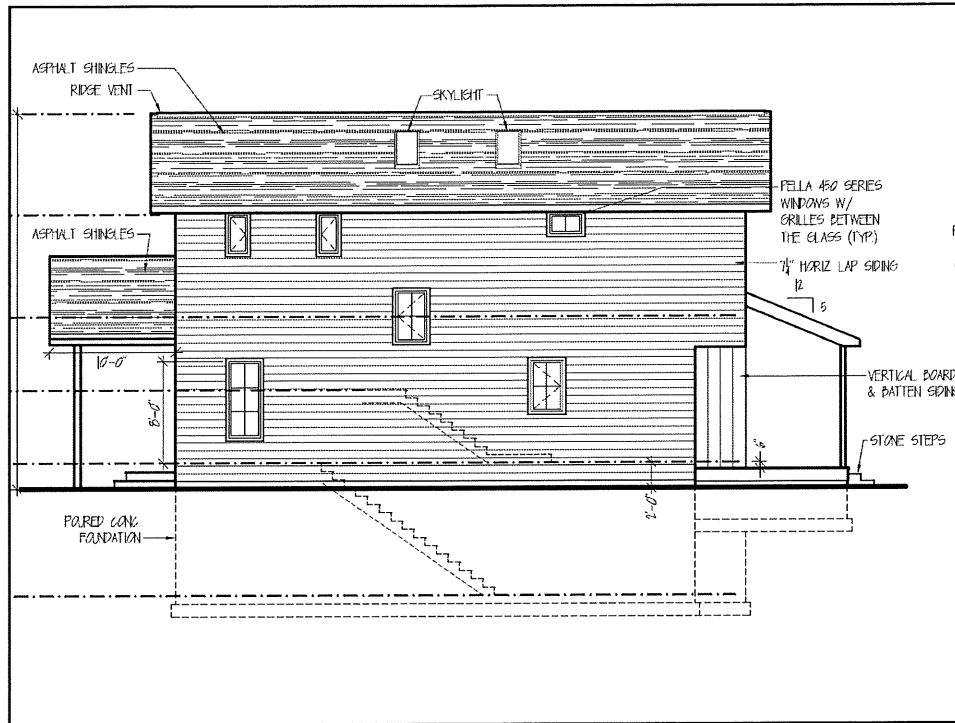 ASPHALT SHINGLES
RIDGE VENT
SKYLIGHT
PELLA 450 SERIES
WINDOWS W/
GRILLES BETWEEN
THE GLASS (TYP.)
ASPHALT SHINGLES
7¼" HORIZ LAP SIDING
12
5
10'-0"
8'-0"
VERTICAL BOARD
& BATTEN SIDING
6"
STONE STEPS
2'-0"
POURED CONC
FOUNDATION